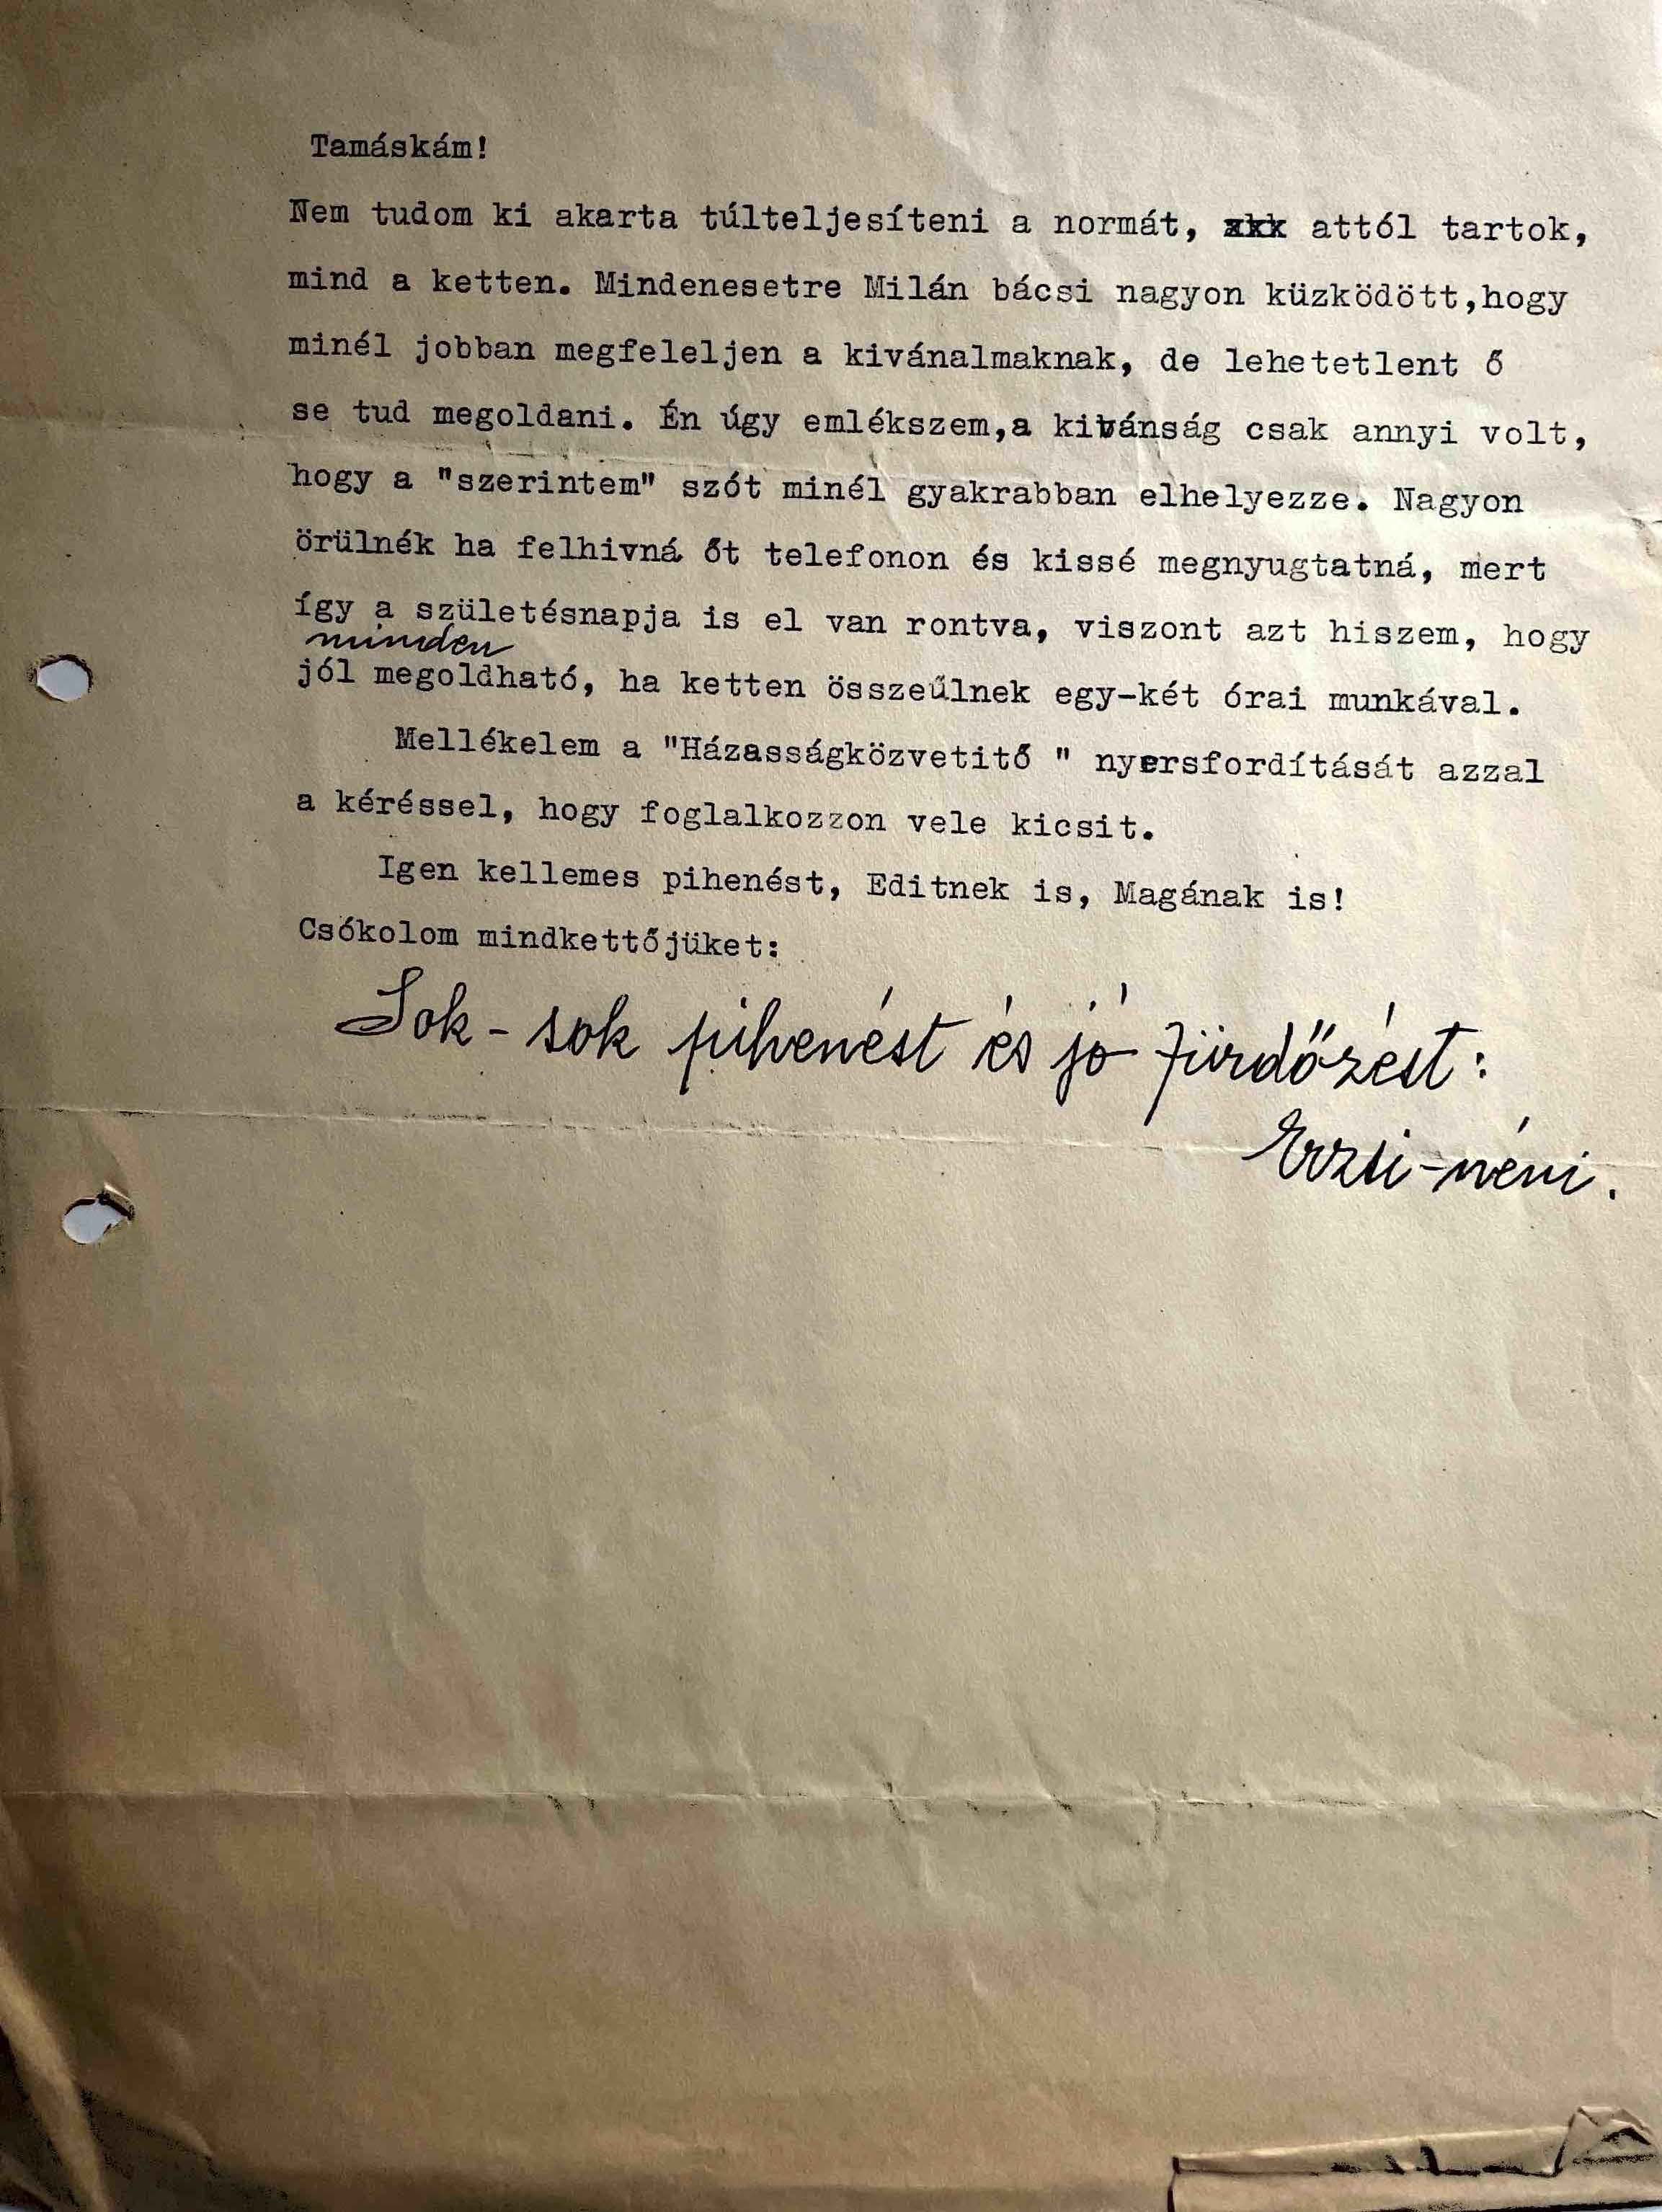 Tamáskám!
Nem tudom ki akarta túlteljesíteni a normát, xkk attól tartok,
mind a ketten. Mindenesetre Milán bácsi nagyon küzködött,hogy
minél jobban megfeleljen a kivánalmaknak, de lehetetlent ő
se tud megoldani. Én úgy emlékszem,a kivánság csak annyi volt,
hogy a "szerintem" szót minél gyakrabban elhelyezze. Nagyon
örülnék ha felhivná őt telefonon és kissé megnyugtatná, mert
így a születésnapja is el van rontva, viszont azt hiszem, hogy
minden
jól megoldható, ha ketten összeűlnek egy-két órai munkával.
Mellékelem a "Házasságközvetitő " nyersfordítását azzal
a kéréssel, hogy foglalkozzon vele kicsit.
Igen kellemes pihenést, Editnek is, Magának is!
Csókolom mindkettőjüket:
Sok-sok pihenést és jó fürdőzést:
Erzsi-néni.